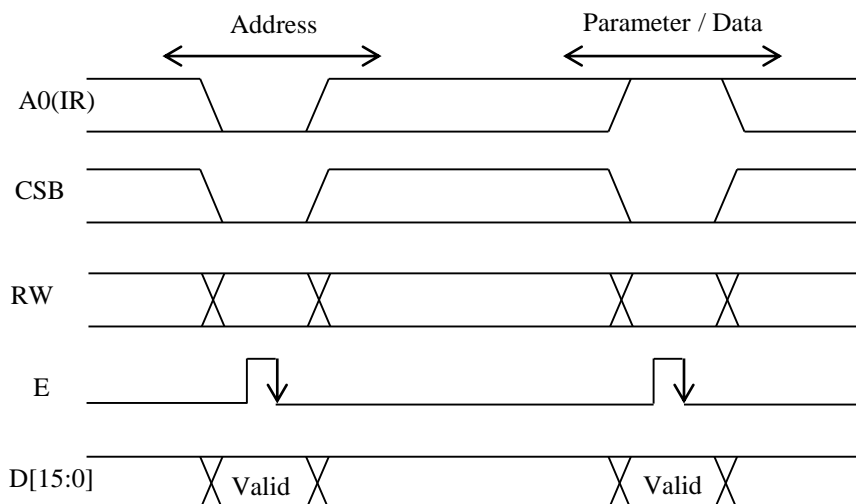 Address
Parameter / Data
A0(IR)
CSB
RW
E
D[15:0]
Valid
Valid